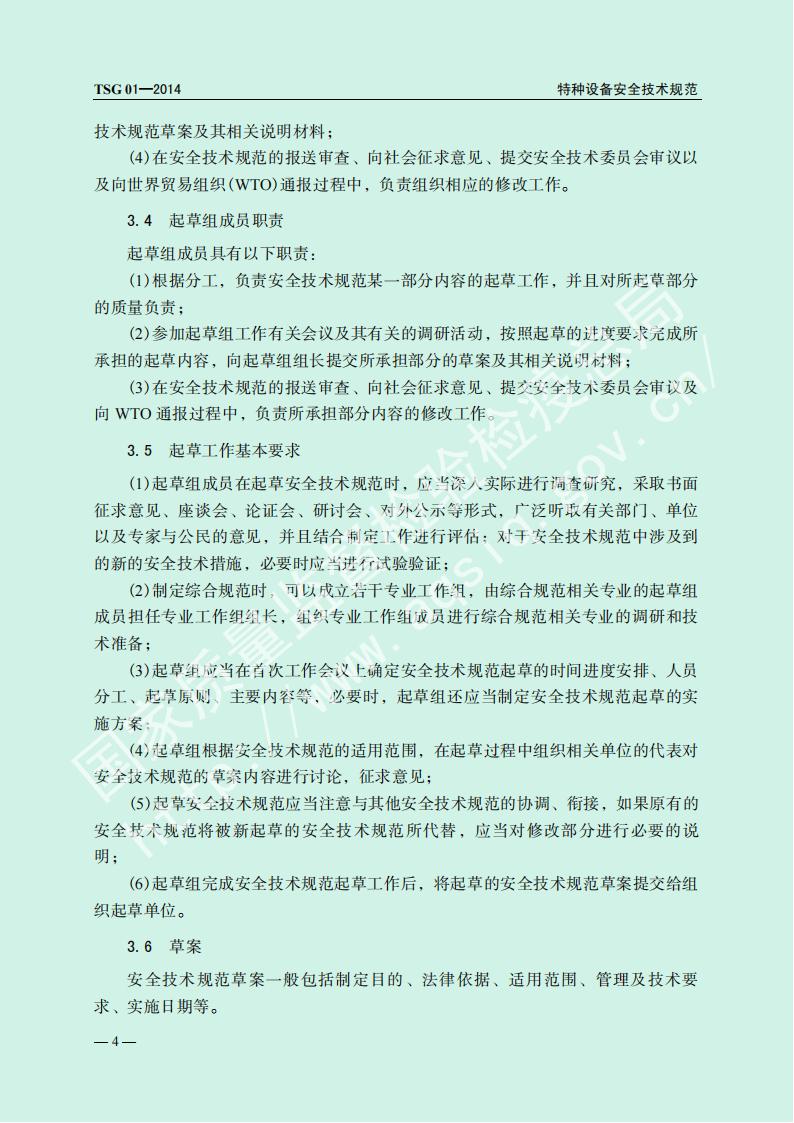 TSG 01—2014 特种设备安全技术规范
技术规范草案及其相关说明材料；
(4)在安全技术规范的报送审查、向社会征求意见、提交安全技术委员会审议以
及向世界贸易组织(WTO)通报过程中，负责组织相应的修改工作。
3.4 起草组成员职责
起草组成员具有以下职责：
(1)根据分工，负责安全技术规范某一部分内容的起草工作，并且对所起草部分
的质量负责；
(2)参加起草组工作有关会议及其有关的调研活动，按照起草的进度要求完成所
承担的起草内容，向起草组组长提交所承担部分的草案及其相关说明材料；
(3)在安全技术规范的报送审查、向社会征求意见、提交安全技术委员会审议及
向 WTO 通报过程中，负责所承担部分内容的修改工作。
3.5 起草工作基本要求
(1)起草组成员在起草安全技术规范时，应当深入实际进行调查研究，采取书面
征求意见、座谈会、论证会、研讨会、对外公示等形式，广泛听取有关部门、单位
以及专家与公民的意见，并且结合制定工作进行评估；对于安全技术规范中涉及到
的新的安全技术措施，必要时应当进行试验验证；
(2)制定综合规范时，可以成立若干专业工作组，由综合规范相关专业的起草组
成员担任专业工作组组长，组织专业工作组成员进行综合规范相关专业的调研和技
术准备；
(3)起草组应当在首次工作会议上确定安全技术规范起草的时间进度安排、人员
分工、起草原则、主要内容等，必要时，起草组还应当制定安全技术规范起草的实
施方案；
(4)起草组根据安全技术规范的适用范围，在起草过程中组织相关单位的代表对
安全技术规范的草案内容进行讨论，征求意见；
(5)起草安全技术规范应当注意与其他安全技术规范的协调、衔接，如果原有的
安全技术规范将被新起草的安全技术规范所代替，应当对修改部分进行必要的说
明；
(6)起草组完成安全技术规范起草工作后，将起草的安全技术规范草案提交给组
织起草单位。
3.6 草案
安全技术规范草案一般包括制定目的、法律依据、适用范围、管理及技术要
求、实施日期等。
— 4 —
国家质量监督检验检疫总局
http://www.aqsiq.gov.cn/